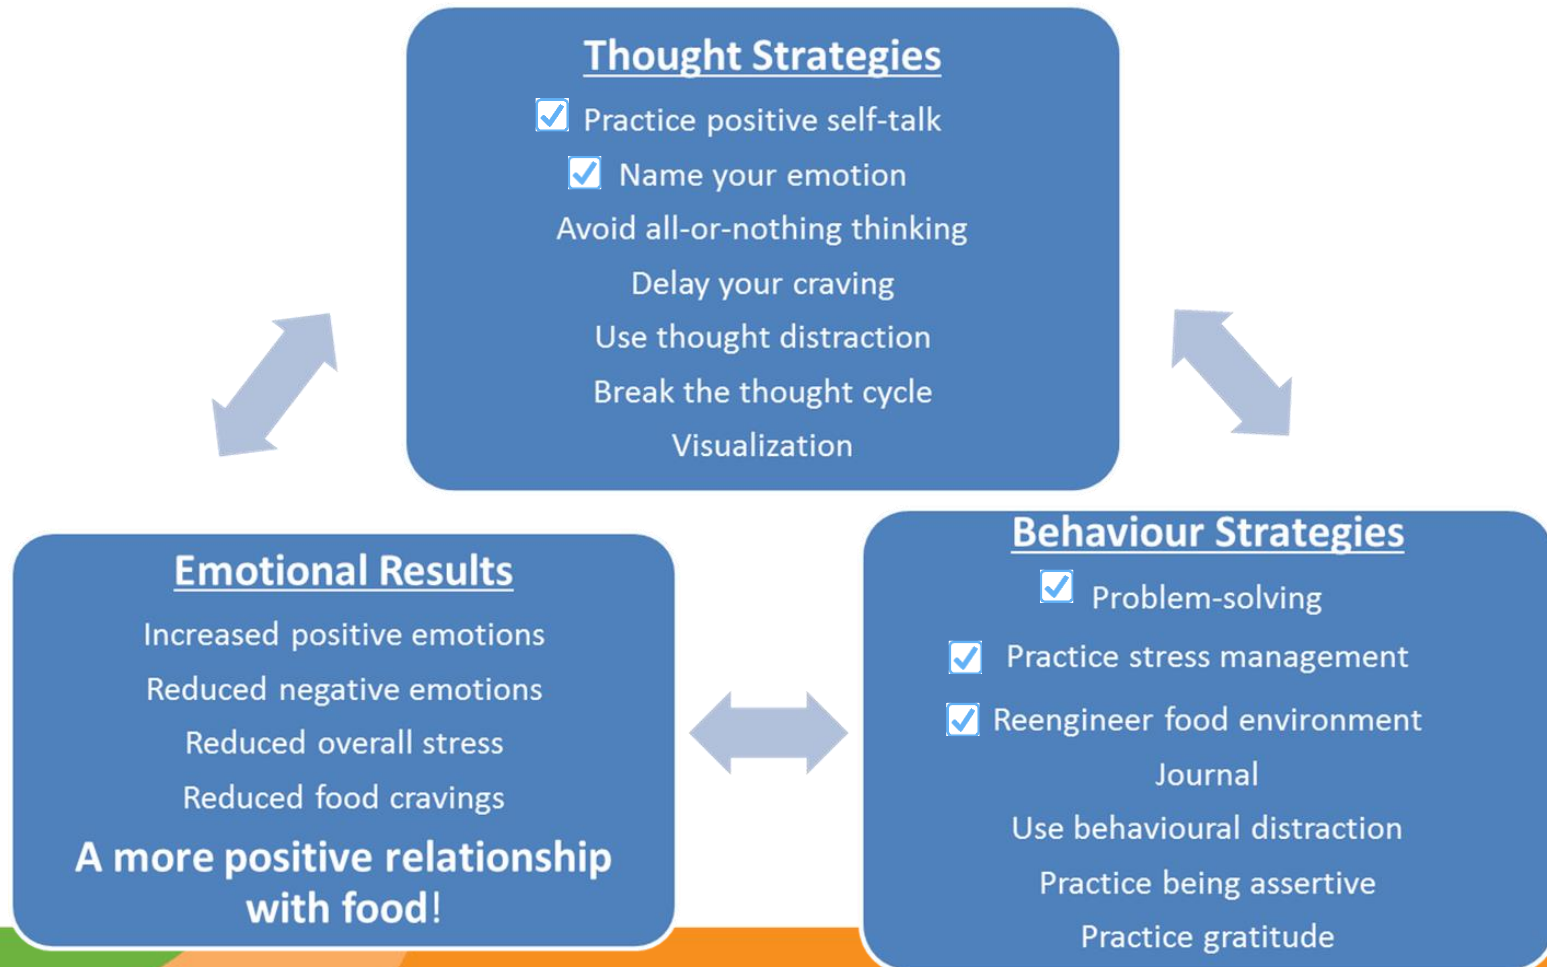 Thought Strategies
Practice positive self-talk
Name your emotion
Avoid all-or-nothing thinking
Delay your craving
Use thought distraction
Break the thought cycle
Visualization
Emotional Results
Increased positive emotions
Reduced negative emotions
Reduced overall stress
Reduced food cravings
A more positive relationship
with food!
Behaviour Strategies
Problem-solving
Practice stress management
Reengineer food environment
Journal
Use behavioural distraction
Practice being assertive
Practice gratitude